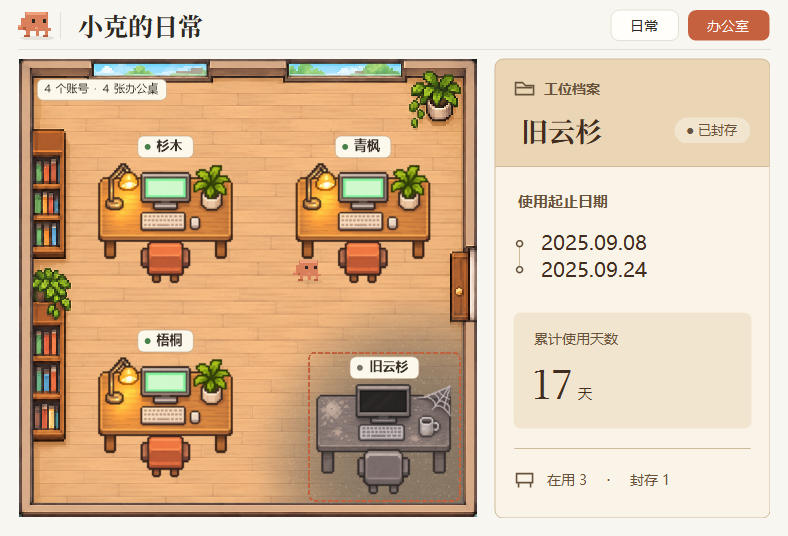 小克的日常
日常
办公室
4 个账号 · 4 张办公桌
杉木
青枫
梧桐
旧云杉
工位档案
旧云杉
已封存
使用起止日期
2025.09.08
2025.09.24
累计使用天数
17 天
在用 3 · 封存 1